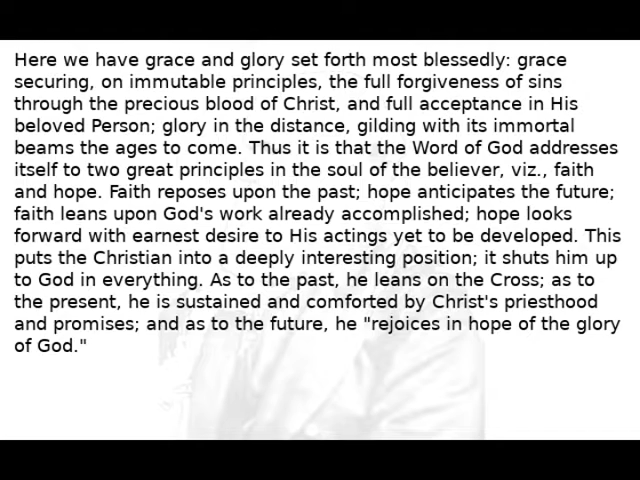 Here we have grace and glory set forth most blessedly: grace
securing, on immutable principles, the full forgiveness of sins
through the precious blood of Christ, and full acceptance in His
beloved Person; glory in the distance, gilding with its immortal
beams the ages to come. Thus it is that the Word of God addresses
itself to two great principles in the soul of the believer, viz., faith
and hope. Faith reposes upon the past; hope anticipates the future;
faith leans upon God's work already accomplished; hope looks
forward with earnest desire to His actings yet to be developed. This
puts the Christian into a deeply interesting position; it shuts him up
to God in everything. As to the past, he leans on the Cross; as to
the present, he is sustained and comforted by Christ's priesthood
and promises; and as to the future, he "rejoices in hope of the glory
of God."